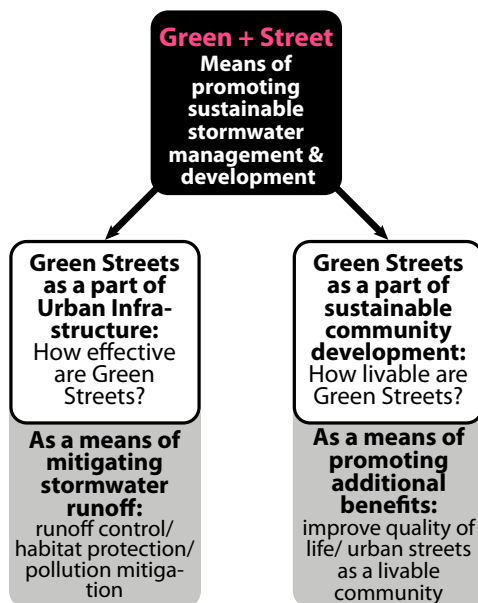 Green + Street
Means of
promoting
sustainable
stormwater
management &
development
Green Streets
as a part of
Urban Infra-
structure:
How effective
are Green
Streets?
As a means of
mitigating
stormwater
runoff:
runoff control/
habitat protection/
pollution mitiga-
tion
Green Streets
as a part of
sustainable
community
development:
How livable are
Green Streets?
As a means of
promoting
additional
benefits:
improve quality of
life/ urban streets
as a livable
community